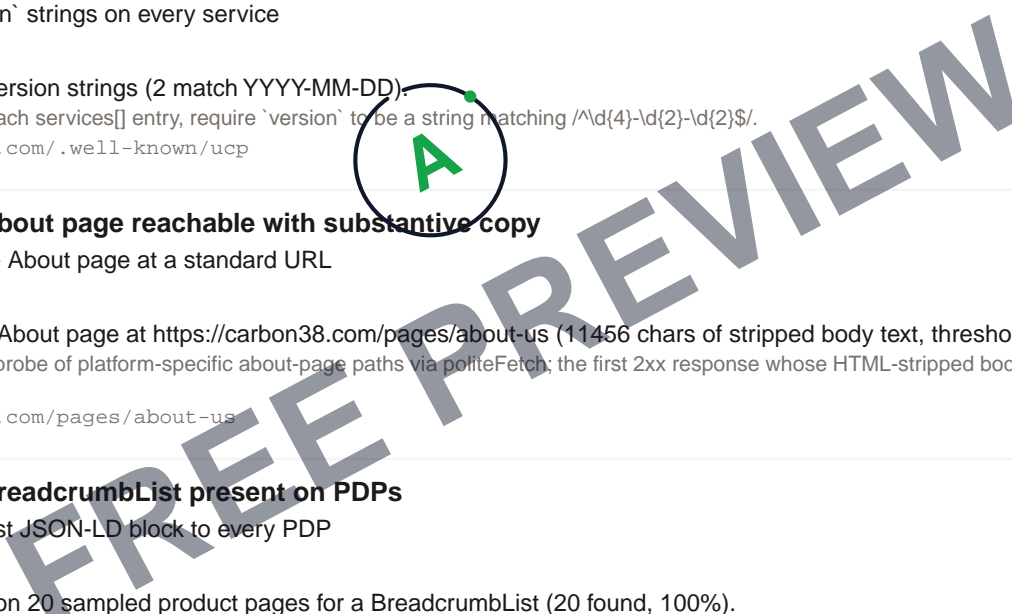 n` strings on every service
ersion strings (2 match YYYY-MM-DD).
ach services[] entry, require `version` to be a string matching /^\d{4}-\d{2}-\d{2}$/.
.com/.well-known/ucp
A
bout page reachable with substantive copy
About page at a standard URL
About page at https://carbon38.com/pages/about-us (11456 chars of stripped body text, thresho
probe of platform-specific about-page paths via politeFetch; the first 2xx response whose HTML-stripped bod
.com/pages/about-us
FREE PREVIEW
readcrumbList present on PDPs
st JSON-LD block to every PDP
on 20 sampled product pages for a BreadcrumbList (20 found, 100%).